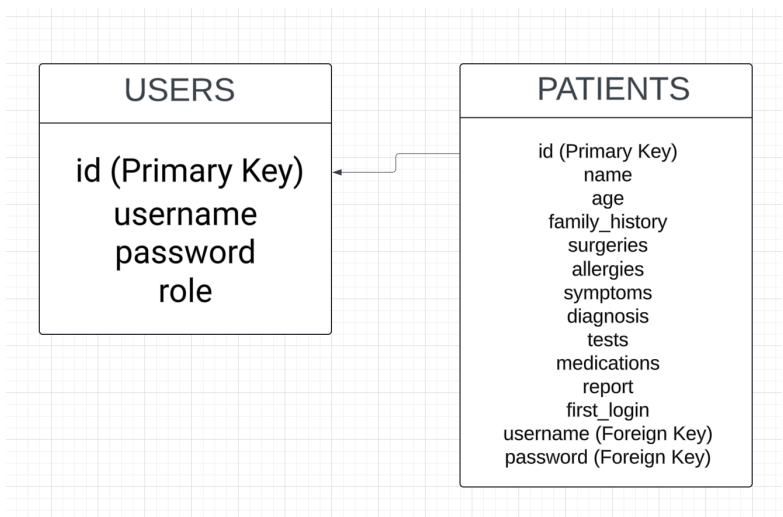 USERS
id (Primary Key)
username
password
role
PATIENTS
id (Primary Key)
name
age
family_history
surgeries
allergies
symptoms
diagnosis
tests
medications
report
first_login
username (Foreign Key)
password (Foreign Key)